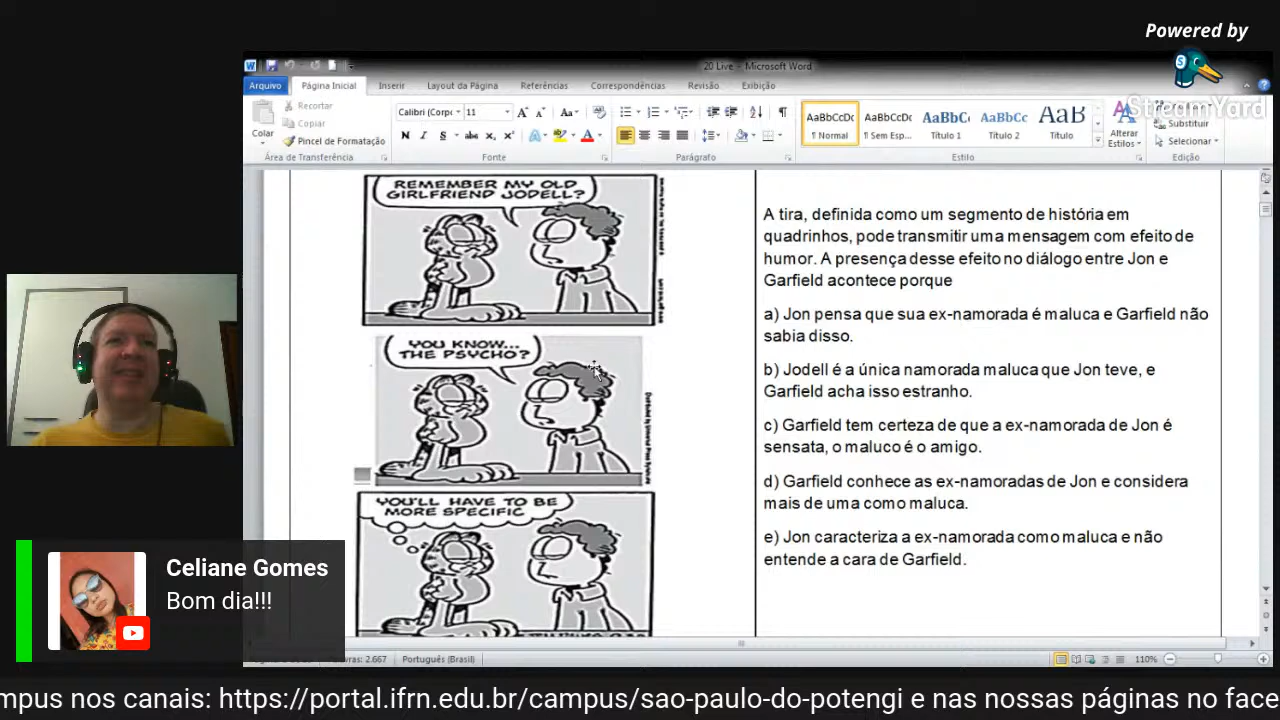 Powered by
StreamYard
20 Live - Microsoft Word
Arquivo
Página Inicial
Inserir
Layout da Página
Referências
Correspondências
Revisão
Exibição
Colar
Recortar
Copiar
Pincel de Formatação
Área de Transferência
Calibri (Corp
11
Fonte
Parágrafo
AaBbCcDc
¶ Normal
AaBbCcDc
¶ Sem Esp...
AaBbC
Título 1
AaBbCc
Título 2
AaB
Título
Alterar
Estilos
Estilo
Substituir
Selecionar
Edição
REMEMBER MY OLD
GIRLFRIEND JODELL?
YOU KNOW...
THE PSYCHO?
YOU'LL HAVE TO BE
MORE SPECIFIC
A tira, definida como um segmento de história em
quadrinhos, pode transmitir uma mensagem com efeito de
humor. A presença desse efeito no diálogo entre Jon e
Garfield acontece porque
a) Jon pensa que sua ex-namorada é maluca e Garfield não
sabia disso.
b) Jodell é a única namorada maluca que Jon teve, e
Garfield acha isso estranho.
c) Garfield tem certeza de que a ex-namorada de Jon é
sensata, o maluco é o amigo.
d) Garfield conhece as ex-namoradas de Jon e considera
mais de uma como maluca.
e) Jon caracteriza a ex-namorada como maluca e não
entende a cara de Garfield.
Celiane Gomes
Bom dia!!!
2.667
Português (Brasil)
110%
mpus nos canais: https://portal.ifrn.edu.br/campus/sao-paulo-do-potengi e nas nossas páginas no face